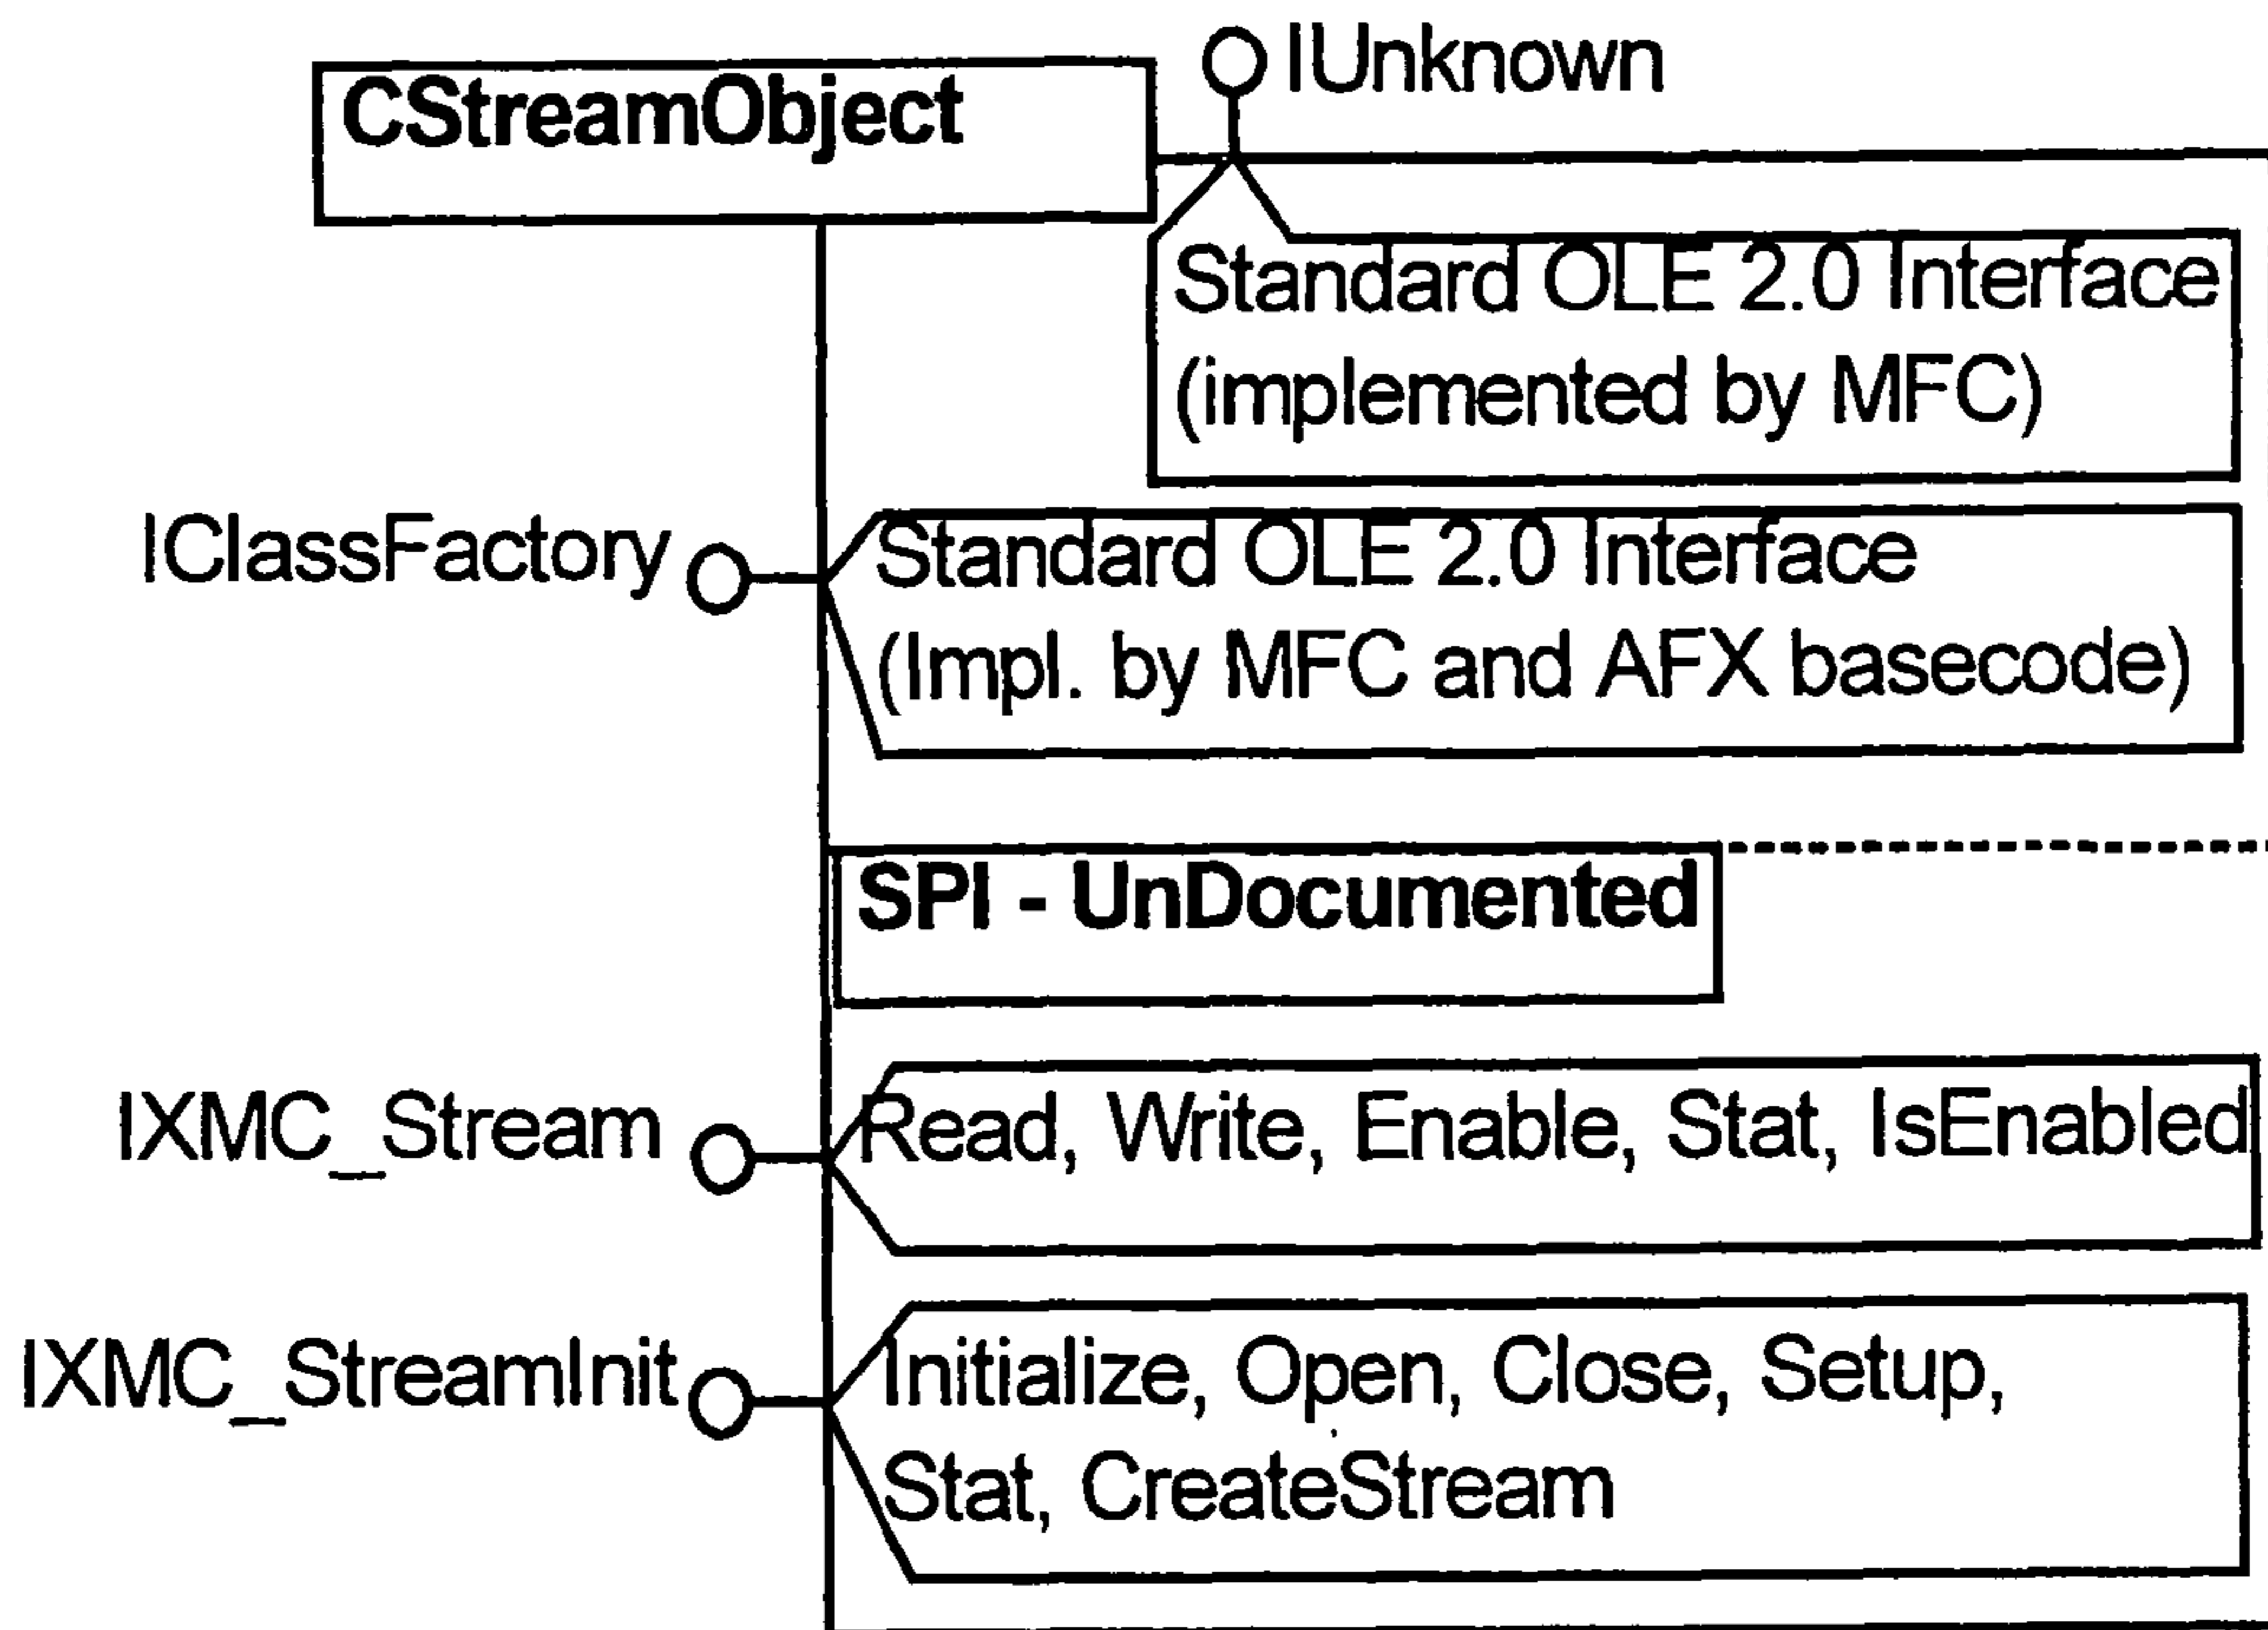 IUnknown
CStreamObject
Standard OLE 2.0 Interface
(implemented by MFC)
IClassFactory
Standard OLE 2.0 Interface
(Impl. by MFC and AFX basecode)
SPI - UnDocumented
IXMC_Stream
Read, Write, Enable, Stat, IsEnabled
IXMC_StreamInit
Initialize, Open, Close, Setup,
Stat, CreateStream